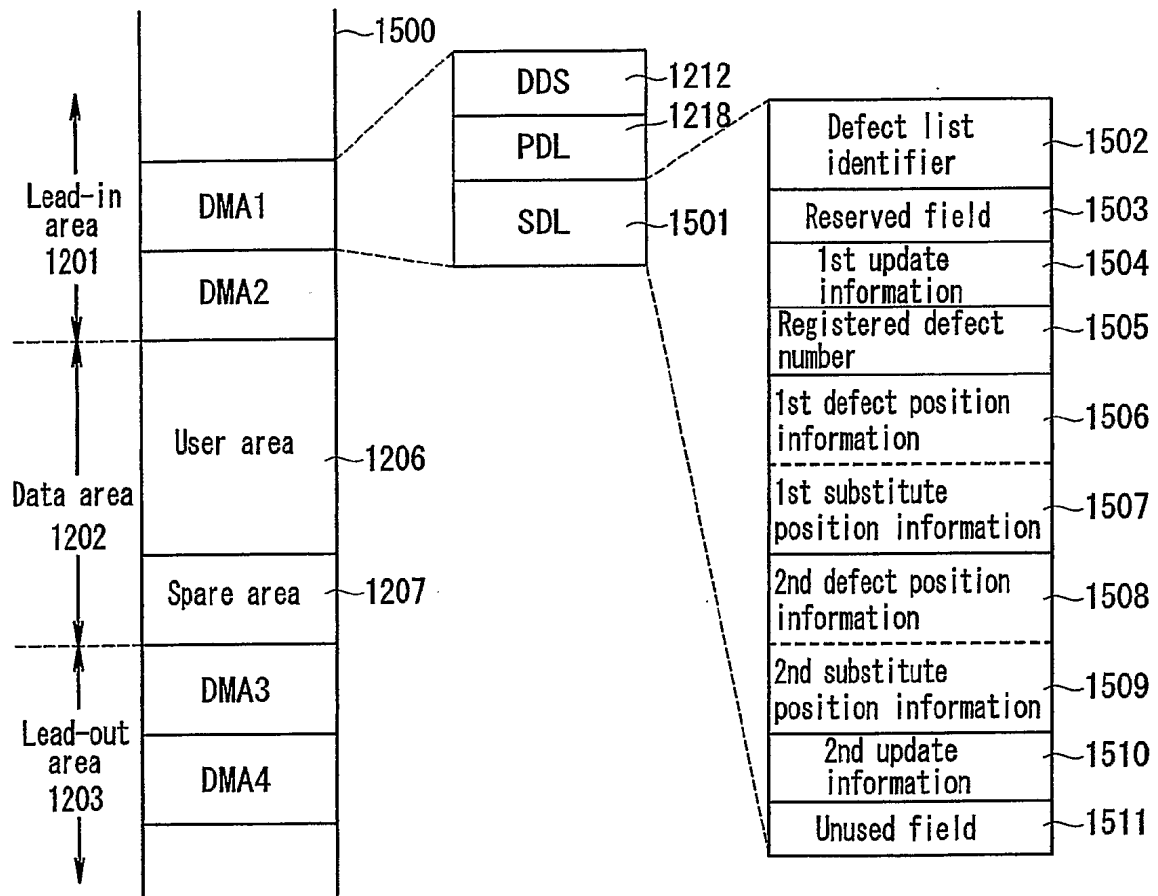 1500
Lead-in
area
1201
DMA1
DMA2
Data area
1202
User area
1206
Spare area
1207
Lead-out
area
1203
DMA3
DMA4
DDS
1212
PDL
1218
SDL
1501
Defect list
identifier
1502
Reserved field
1503
1st update
information
1504
Registered defect
number
1505
1st defect position
information
1506
1st substitute
position information
1507
2nd defect position
information
1508
2nd substitute
position information
1509
2nd update
information
1510
Unused field
1511